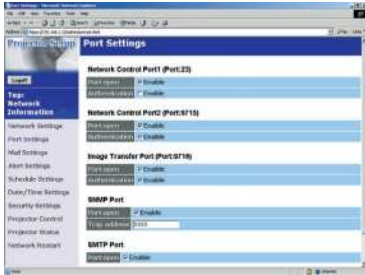 Projector Setup
Port Settings
Logoff
Top:
Network
Information
Network Settings
Port Settings
Mail Settings
Alert Settings
Schedule Settings
Date/Time Settings
Security Settings
Projector Control
Projector Status
Network Restart
Network Control Port1 (Port:23)
Port open Enable
Authentication Enable
Network Control Port2 (Port:9715)
Port open Enable
Authentication Enable
Image Transfer Port (Port:9716)
Port open Enable
Authentication Enable
SNMP Port
Port open Enable
Trap address
SMTP Port
Port open Enable